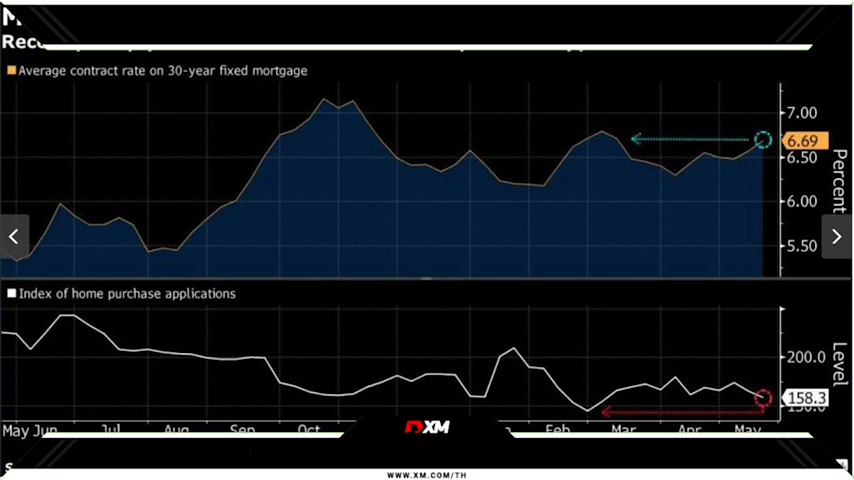 Average contract rate on 30-year fixed mortgage
7.00
6.69
6.50
6.00
5.50
Percent
Index of home purchase applications
200.0
158.3
Level
May Jun Jul Aug Sep Oct Feb Mar Apr May
XM
WWW.XM.COM/TH